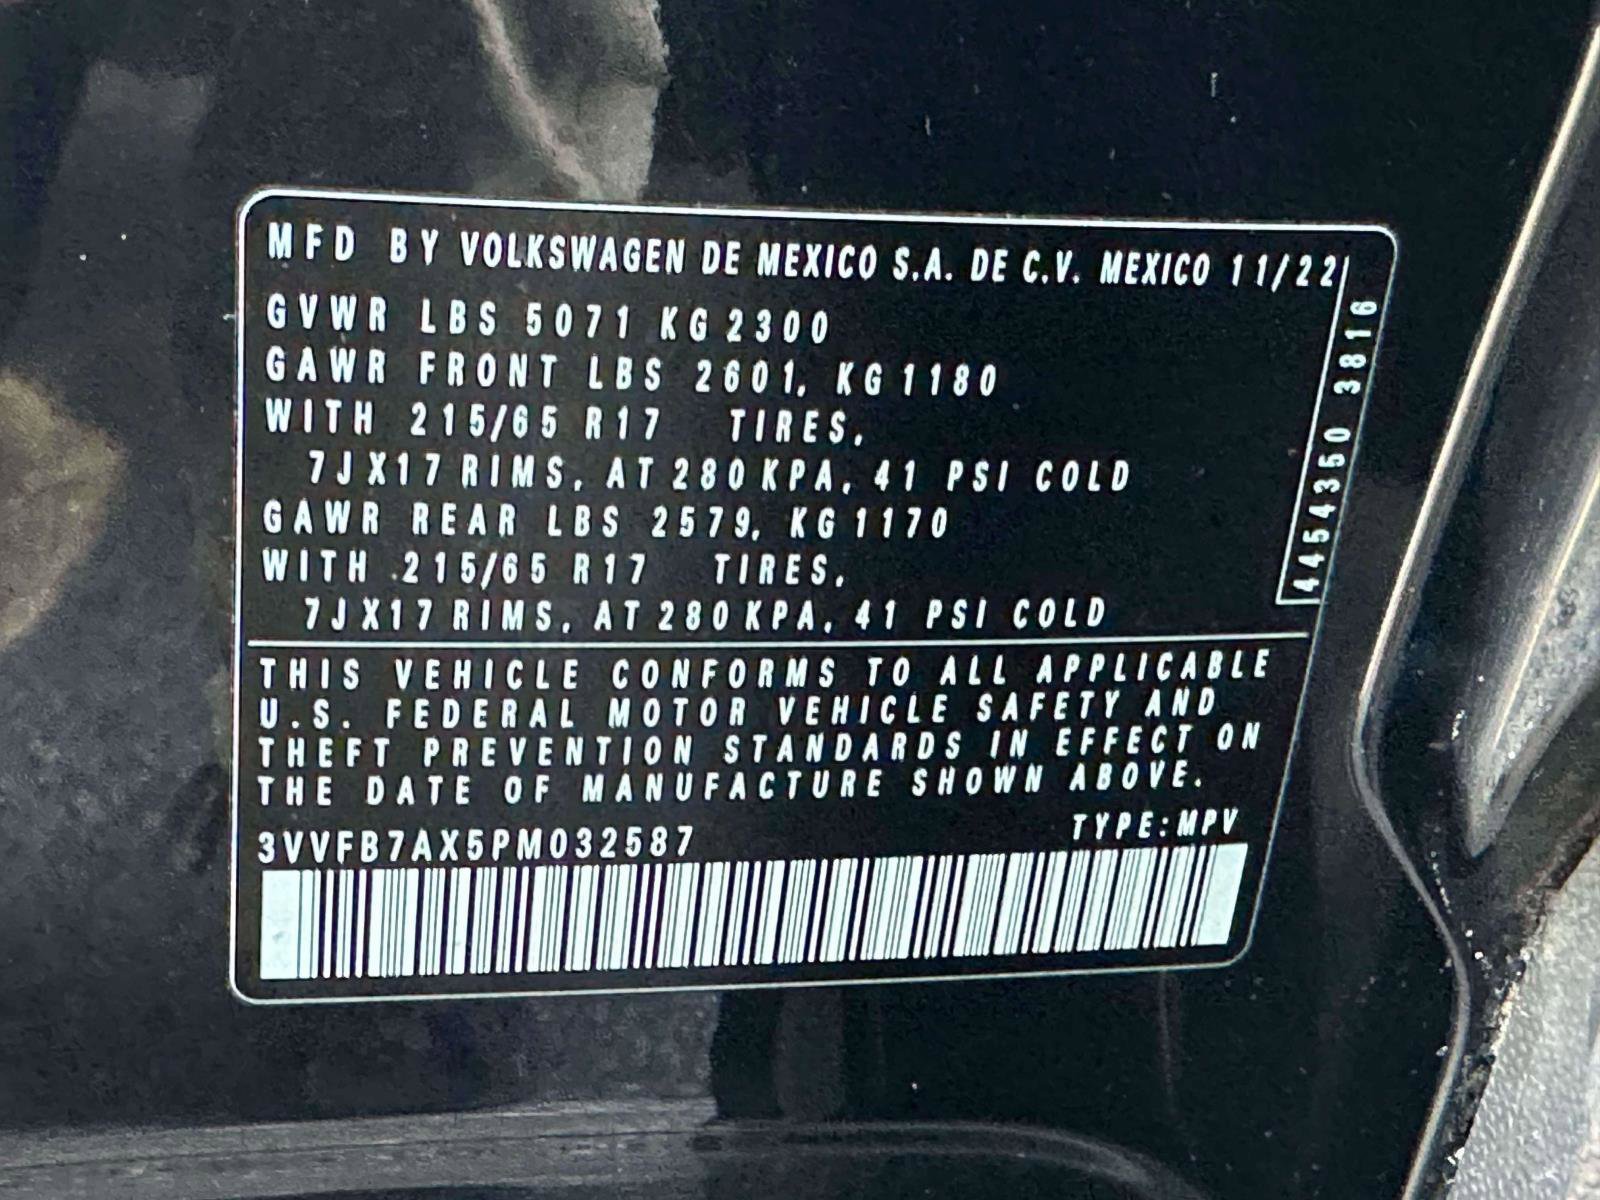 MFD BY VOLKSWAGEN DE MEXICO S.A. DE C.V. MEXICO 11/22
GVWR LBS 5071 KG 2300
GAWR FRONT LBS 2601, KG 1180
WITH 215/65 R17 TIRES,
7JX17 RIMS, AT 280 KPA, 41 PSI COLD
GAWR REAR LBS 2579, KG 1170
WITH 215/65 R17 TIRES,
7JX17 RIMS, AT 280 KPA, 41 PSI COLD
4454350 3816
THIS VEHICLE CONFORMS TO ALL APPLICABLE
U.S. FEDERAL MOTOR VEHICLE SAFETY AND
THEFT PREVENTION STANDARDS IN EFFECT ON
THE DATE OF MANUFACTURE SHOWN ABOVE.
3VVFB7AX5PM032587 TYPE:MPV